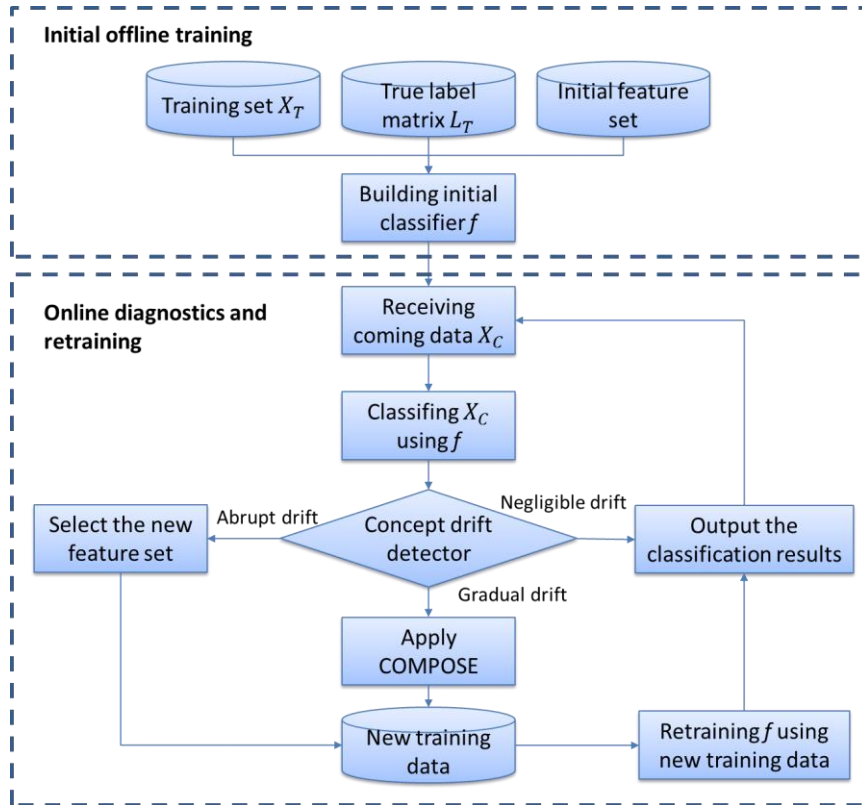 Initial offline training
Training set X_T
True label
matrix L_T
Initial feature
set
Building initial
classifier f
Online diagnostics and
retraining
Receiving
coming data X_C
Classifing X_C
using f
Abrupt drift
Negligible drift
Select the new
feature set
Concept drift
detector
Output the
classification results
Gradual drift
Apply
COMPOSE
New training
data
Retraining f using
new training data